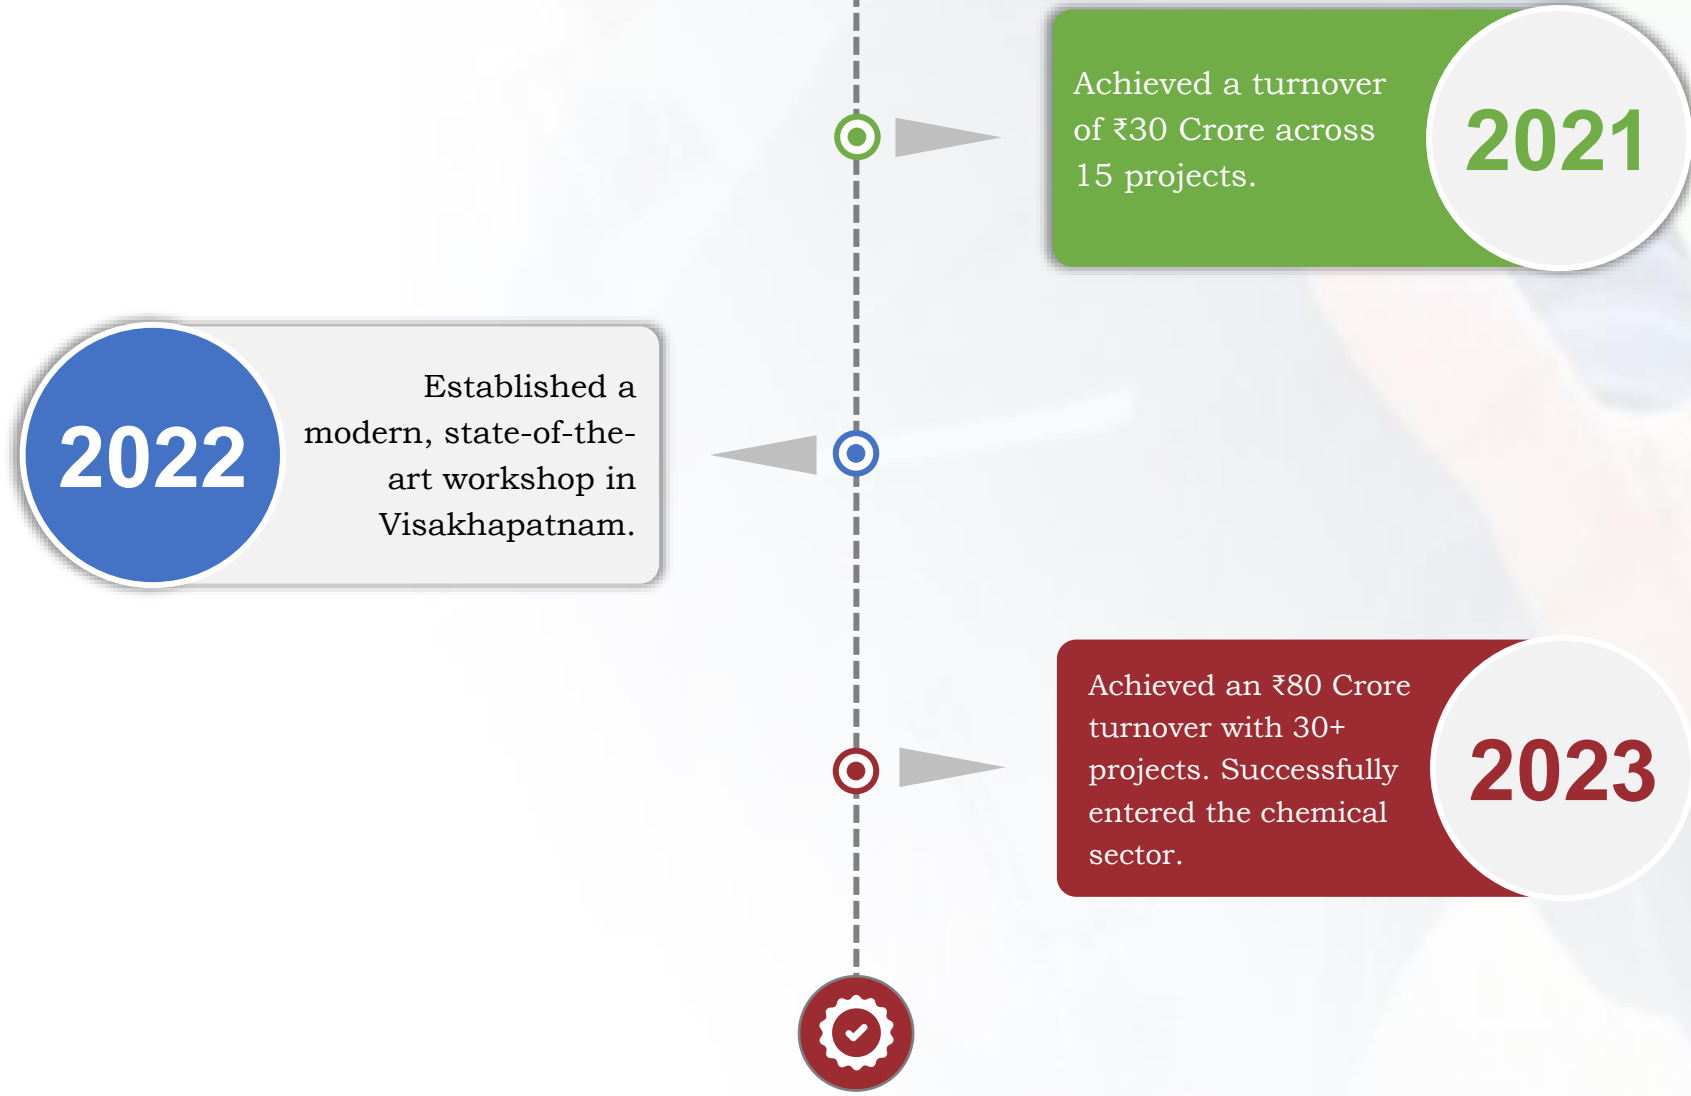 Achieved a turnover
of ₹30 Crore across
15 projects.
2021
2022
Established a
modern, state-of-the-
art workshop in
Visakhapatnam.
Achieved an ₹80 Crore
turnover with 30+
projects. Successfully
entered the chemical
sector.
2023